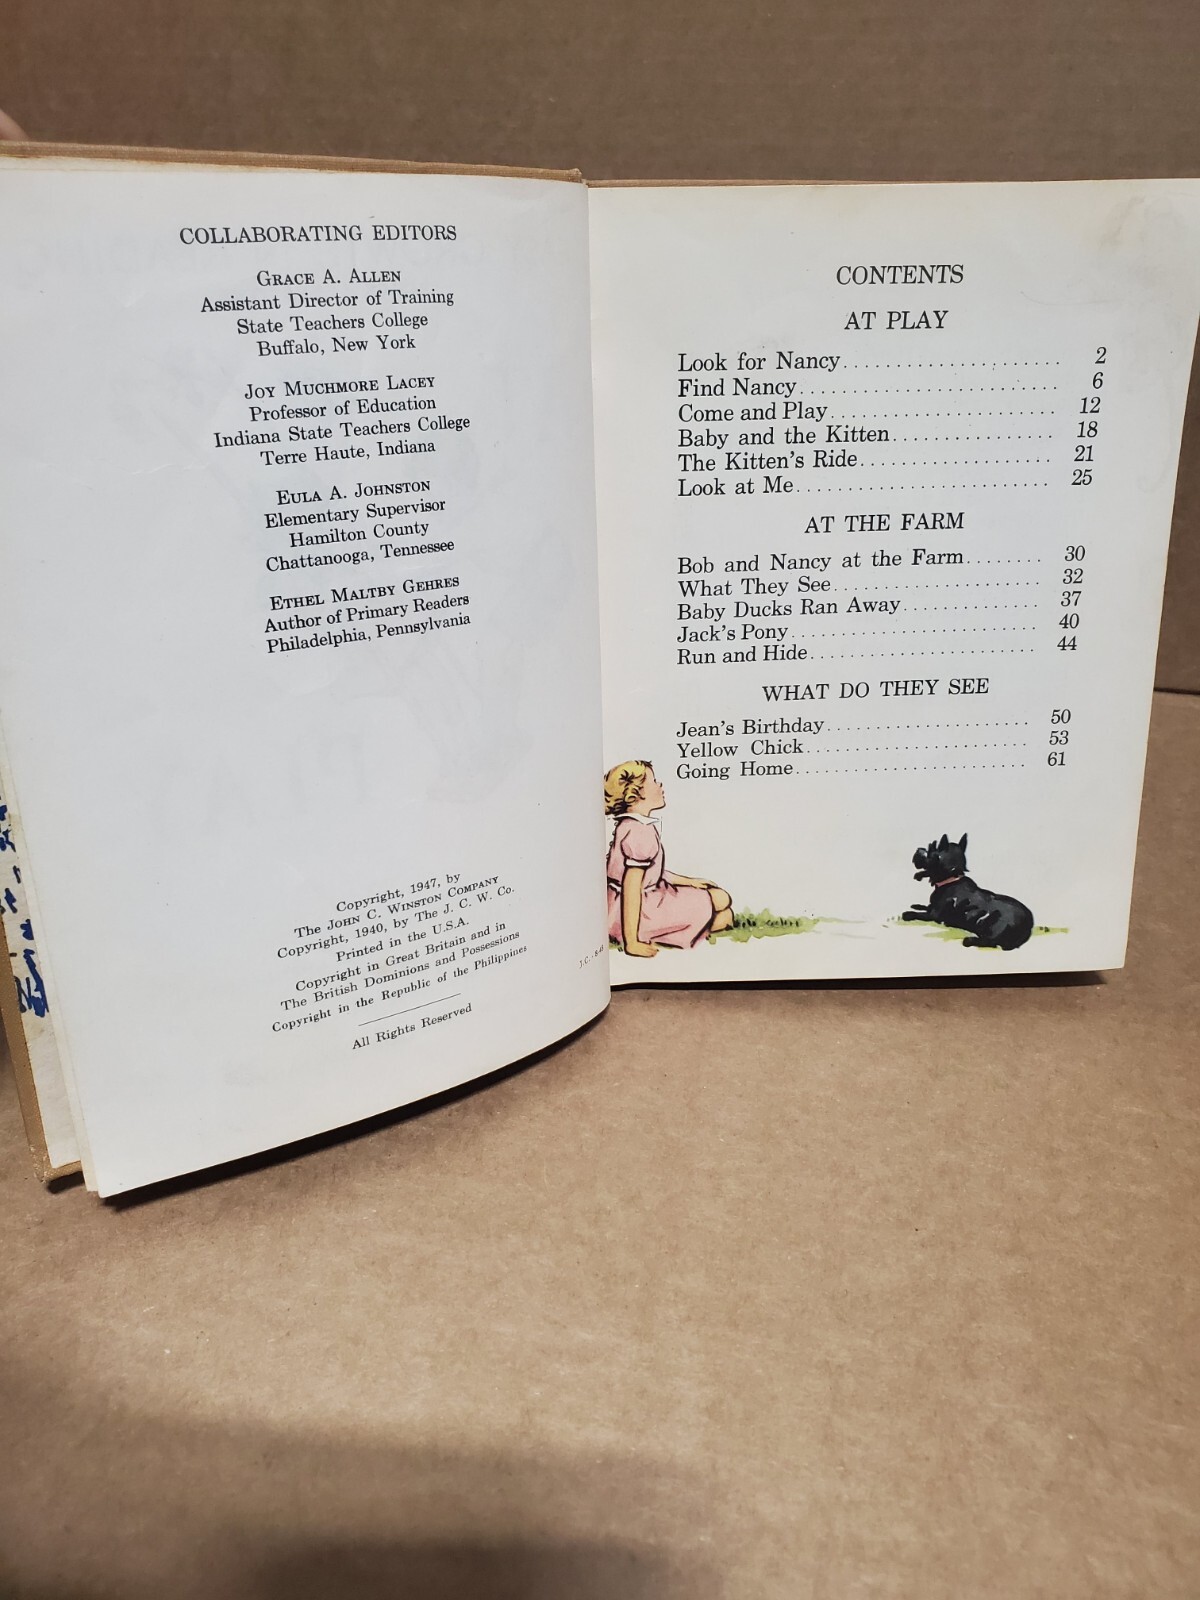 COLLABORATING EDITORS
GRACE A. ALLEN
Assistant Director of Training
State Teachers College
Buffalo, New York
JOY MUCHMORE LACEY
Professor of Education
Indiana State Teachers College
Terre Haute, Indiana
EULA A. JOHNSTON
Elementary Supervisor
Hamilton County
Chattanooga, Tennessee
ETHEL MALTBY GEHRES
Author of Primary Readers
Philadelphia, Pennsylvania
Copyright, 1947, by
THE JOHN C. WINSTON COMPANY
Copyright, 1940, by The J. C. W. Co.
Printed in the U.S.A.
Copyright in Great Britain and in
The British Dominions and Possessions
Copyright in the Republic of the Philippines
All Rights Reserved
CONTENTS
AT PLAY
Look for Nancy..................... 2
Find Nancy......................... 6
Come and Play...................... 12
Baby and the Kitten................ 18
The Kitten's Ride................... 21
Look at Me......................... 25
AT THE FARM
Bob and Nancy at the Farm........ 30
What They See..................... 32
Baby Ducks Ran Away.............. 37
Jack's Pony......................... 40
Run and Hide....................... 44
WHAT DO THEY SEE
Jean's Birthday..................... 50
Yellow Chick....................... 53
Going Home........................ 61